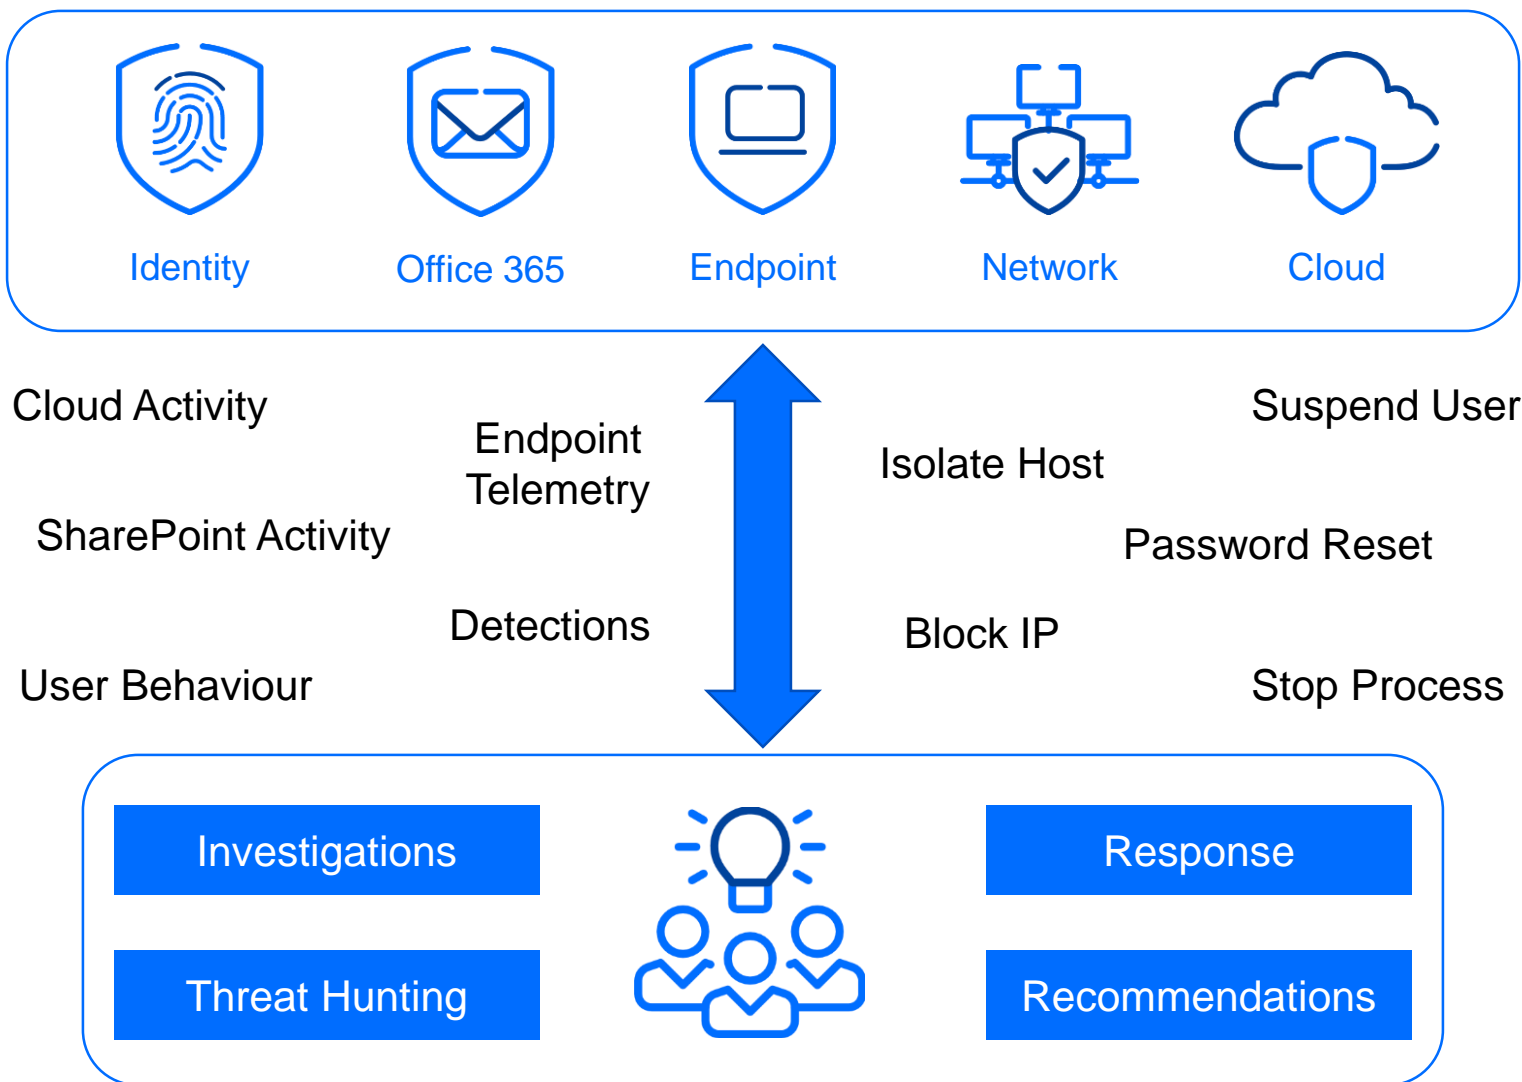 Identity
Office 365
Endpoint
Network
Cloud
Cloud Activity
Suspend User
Endpoint
Telemetry
Isolate Host
SharePoint Activity
Password Reset
Detections
Block IP
User Behaviour
Stop Process
Investigations
Response
Threat Hunting
Recommendations